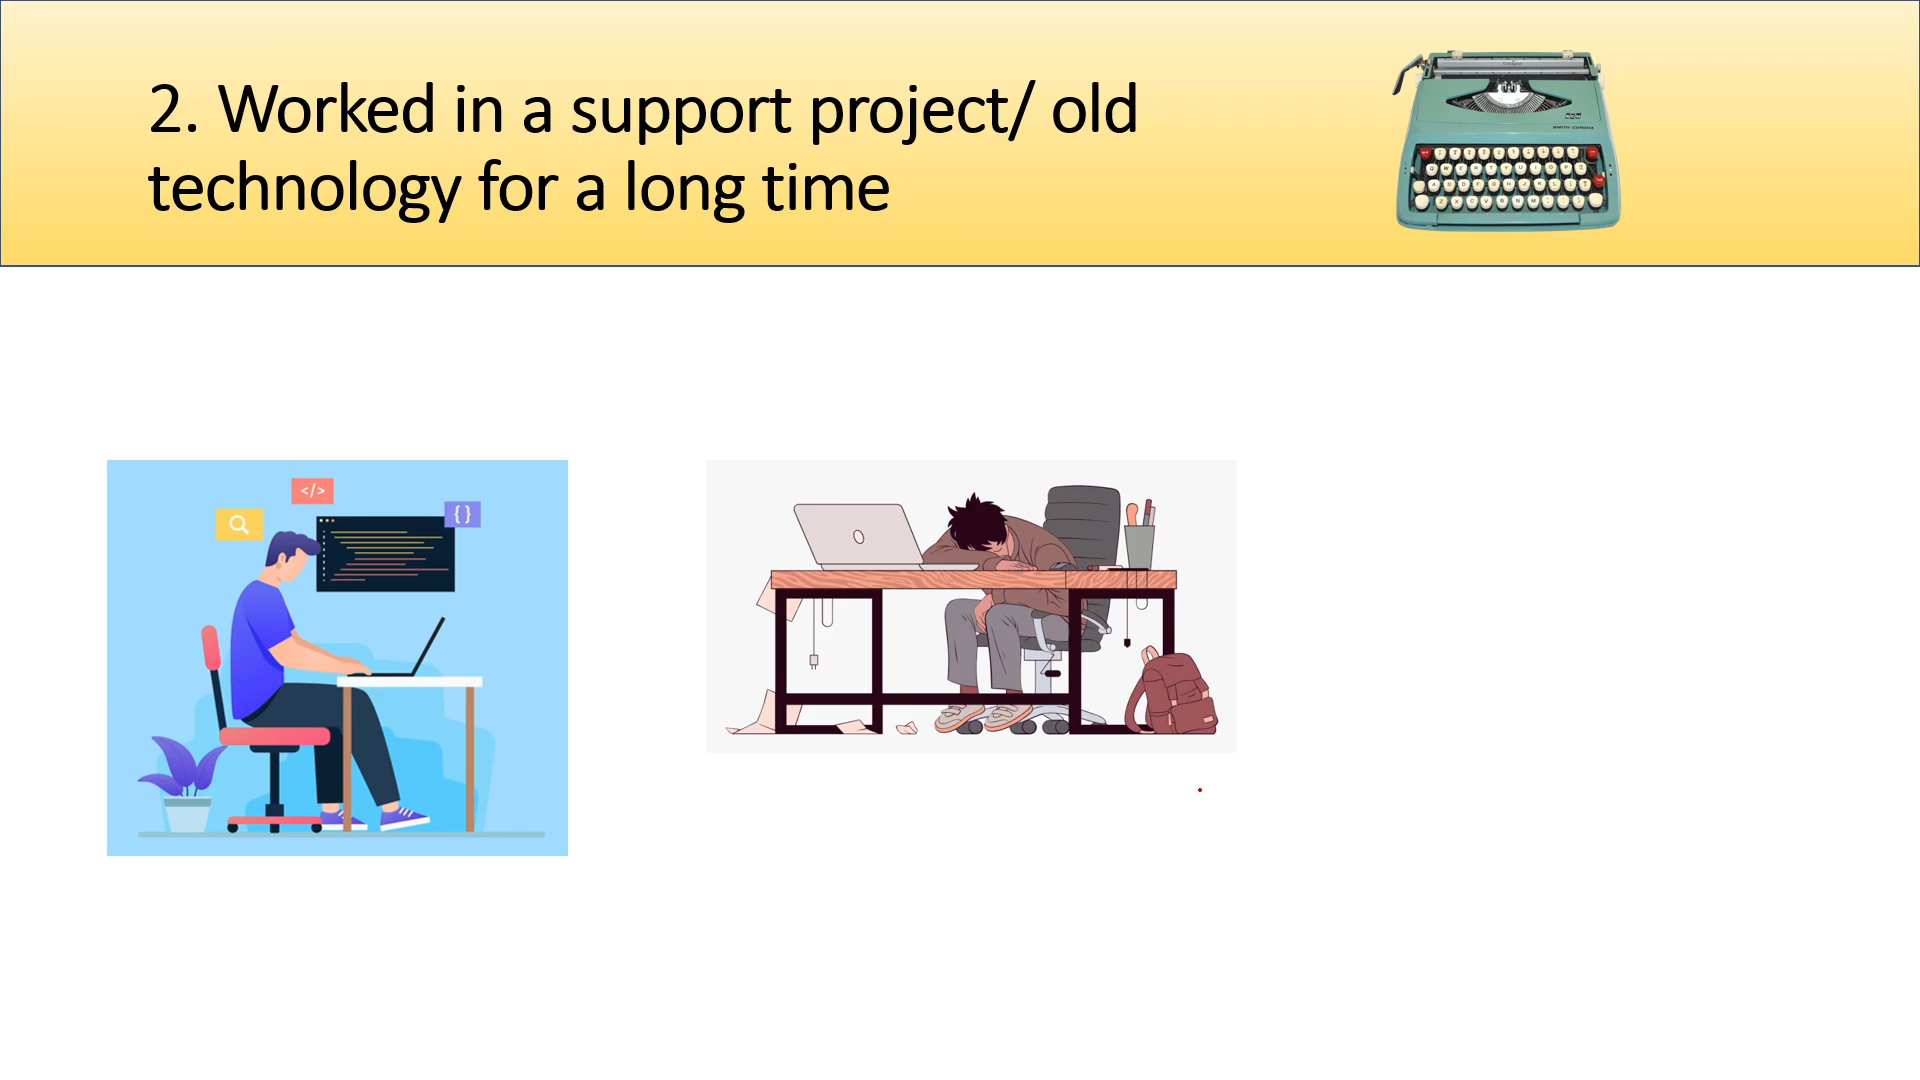 2. Worked in a support project/ old
technology for a long time
</>
{}